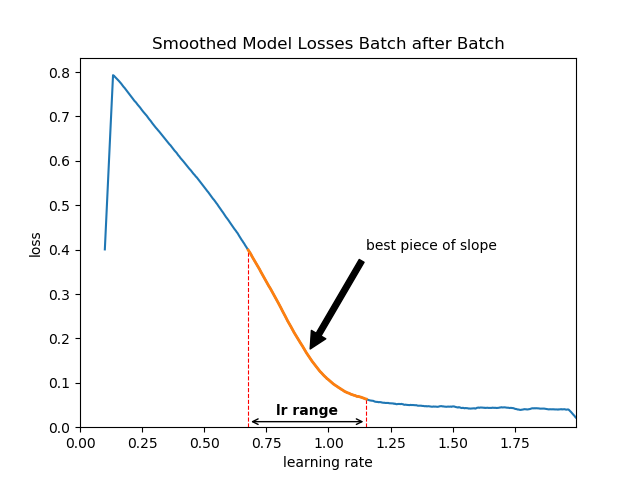 Smoothed Model Losses Batch after Batch
0.8
0.7
0.6
0.5
0.4
0.3
0.2
0.1
0.0
loss
best piece of slope
lr range
0.00 0.25 0.50 0.75 1.00 1.25 1.50 1.75
learning rate